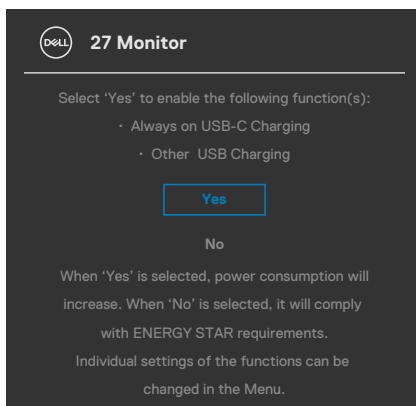 DELL
27 Monitor
Select ‘Yes’ to enable the following function(s):
· Always on USB-C Charging
· Other USB Charging
Yes
No
When ‘Yes’ is selected, power consumption will
increase. When ‘No’ is selected, it will comply
with ENERGY STAR requirements.
Individual settings of the functions can be
changed in the Menu.